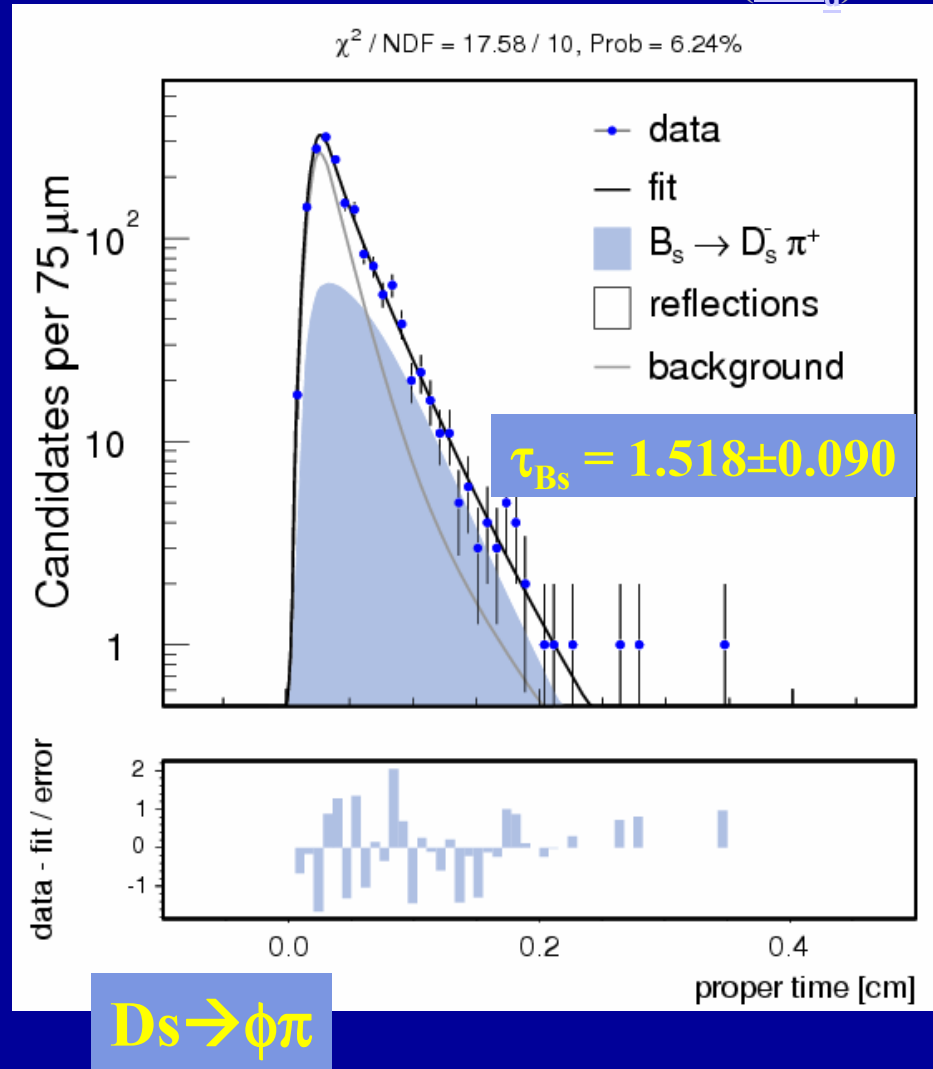 χ² / NDF = 17.58 / 10, Prob = 6.24%
Candidates per 75 μm
10²
10
1
data
fit
Bₛ → Dₛ⁻ π⁺
reflections
background
τ_Bs = 1.518±0.090
data - fit / error
2
1
0
-1
0.0 0.2 0.4
proper time [cm]
Ds→ϕπ